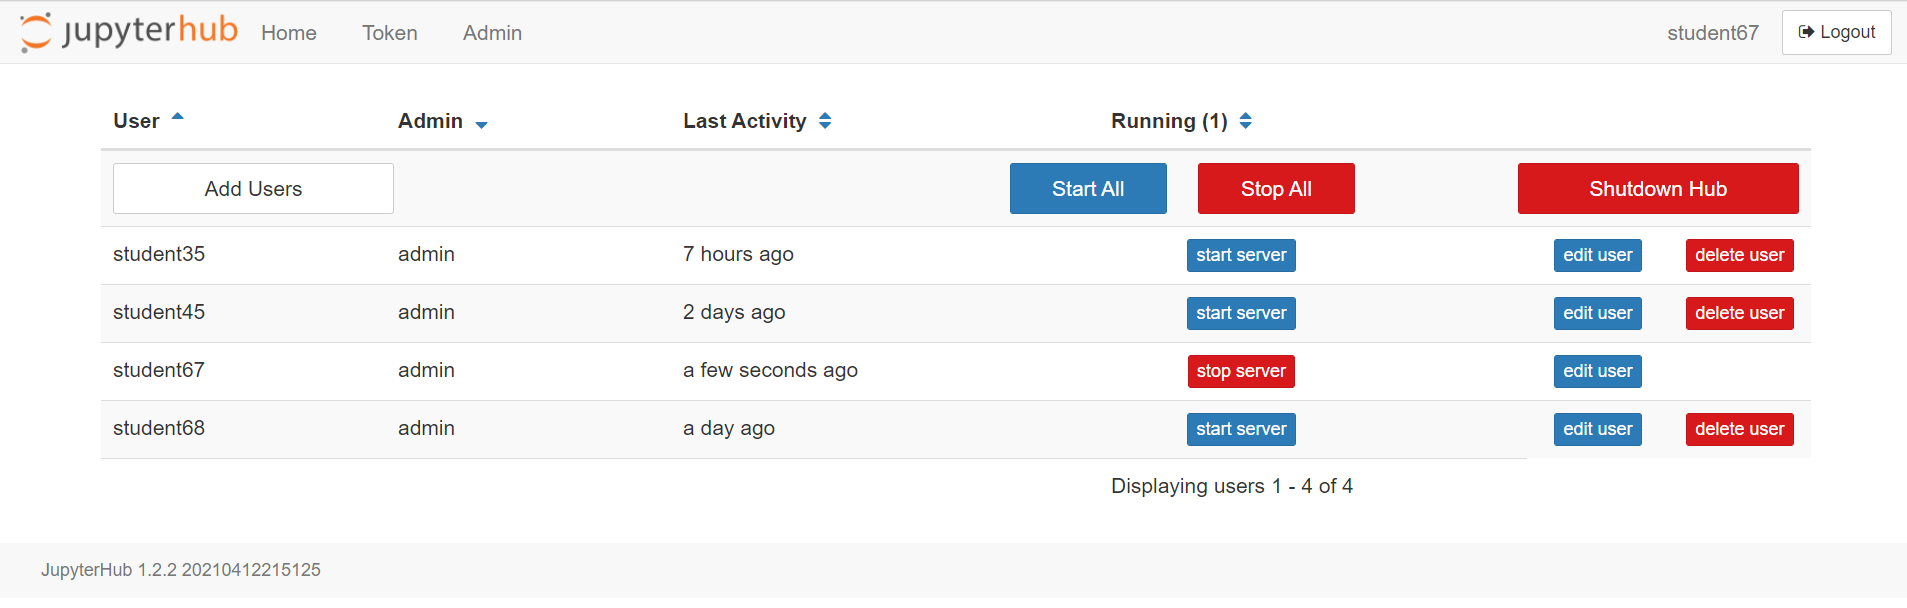 jupyterhub Home Token Admin student67 Logout
User Admin Last Activity Running (1)
Add Users Start All Stop All Shutdown Hub
student35 admin 7 hours ago start server edit user delete user
student45 admin 2 days ago start server edit user delete user
student67 admin a few seconds ago stop server edit user
student68 admin a day ago start server edit user delete user
Displaying users 1 - 4 of 4
JupyterHub 1.2.2 20210412215125